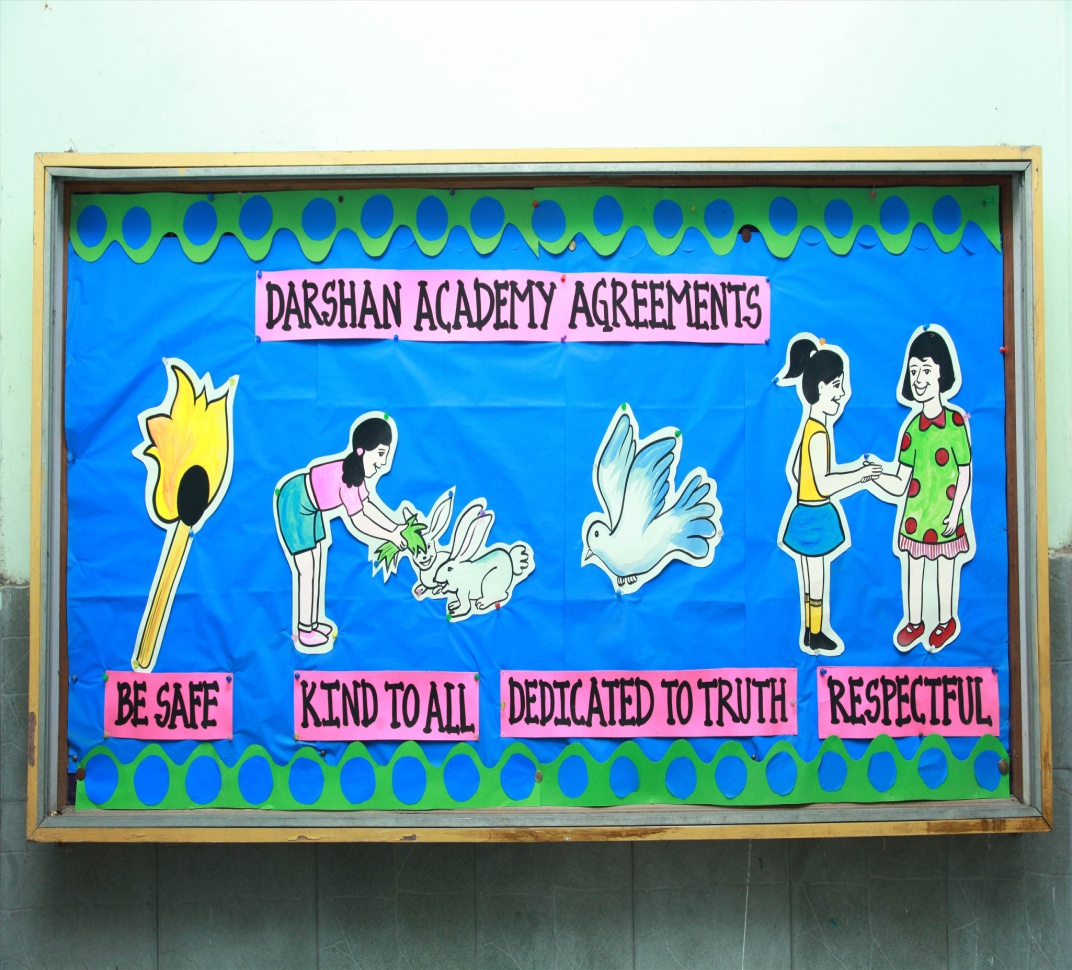 DARSHAN ACADEMY AGREEMENTS
BE SAFE
KIND TO ALL
DEDICATED TO TRUTH
RESPECTFUL